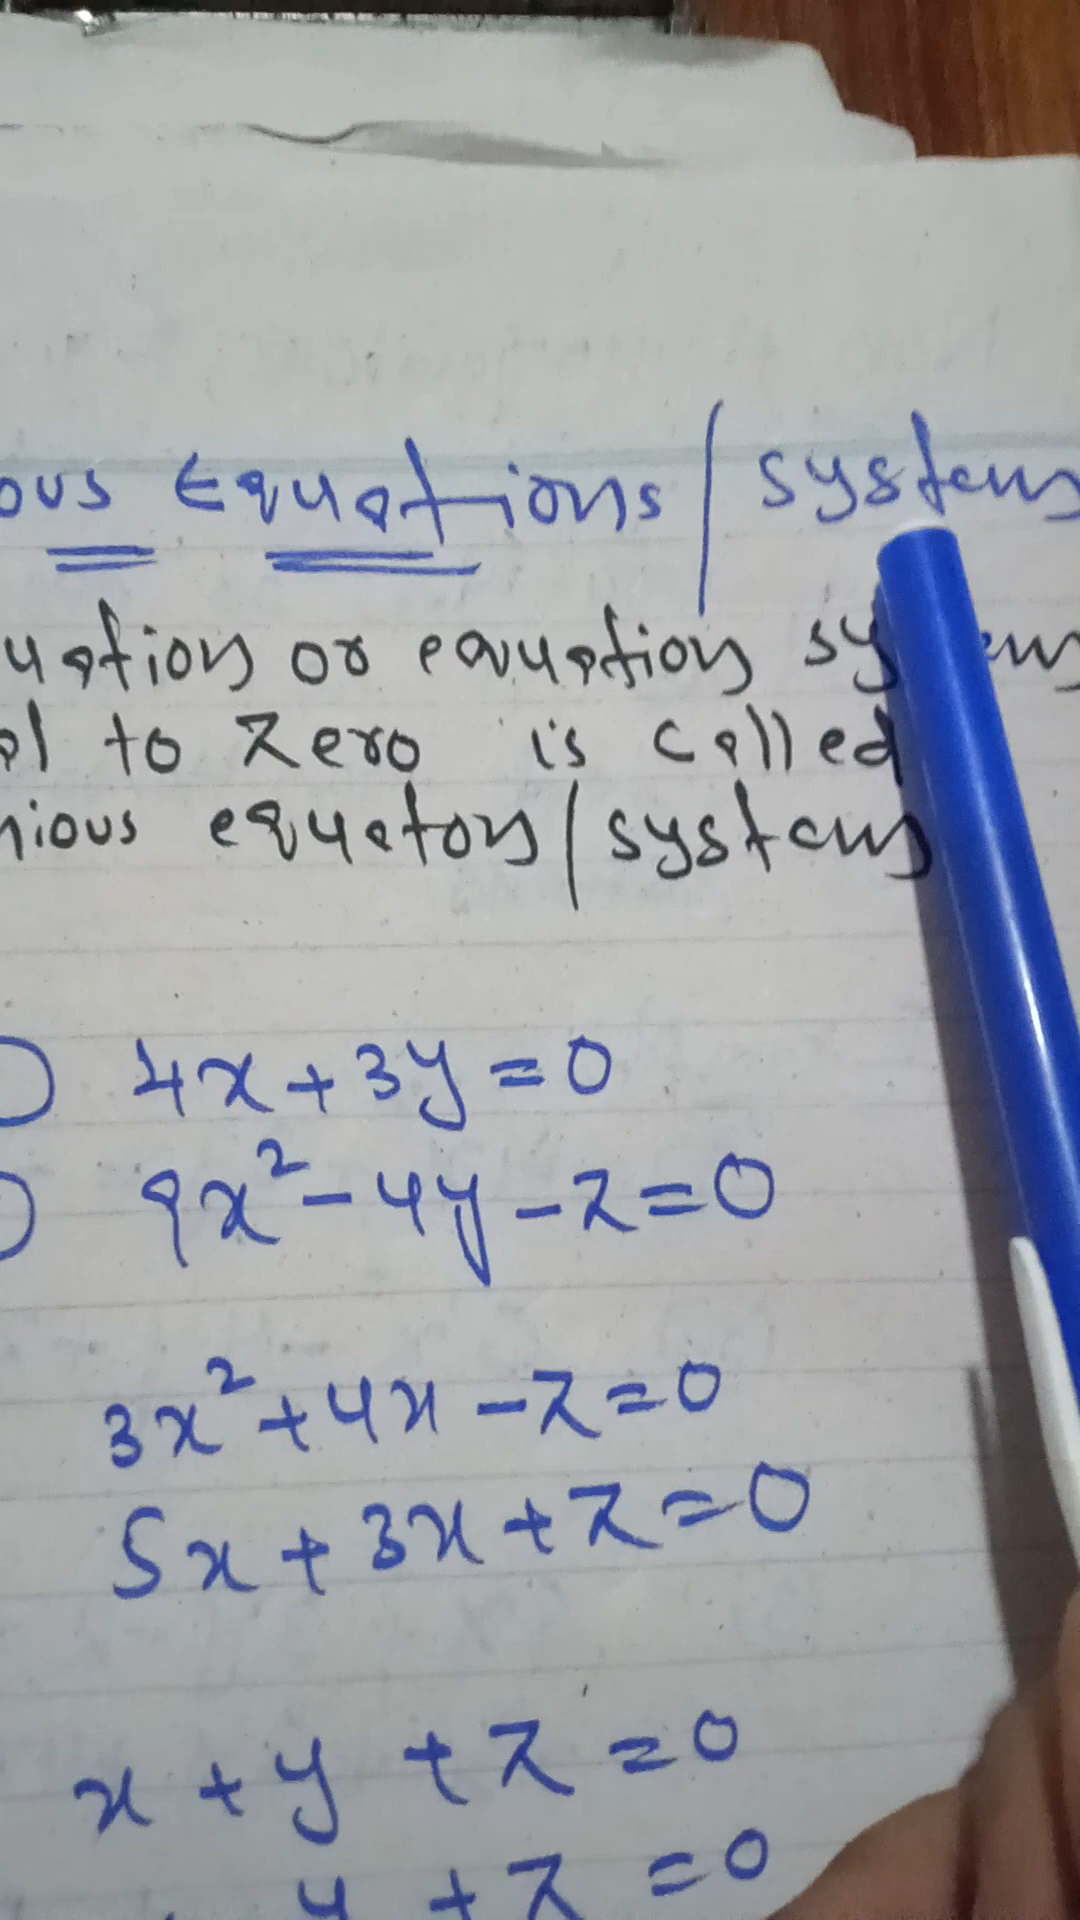 ous Equations / system
uation or equation sy em
al to zero is called
nious equaton / system
4x + 3y = 0
9x² - 4y - z = 0
3x² + 4x - z = 0
5x + 3x + z = 0
x + y + z = 0
y + z = 0